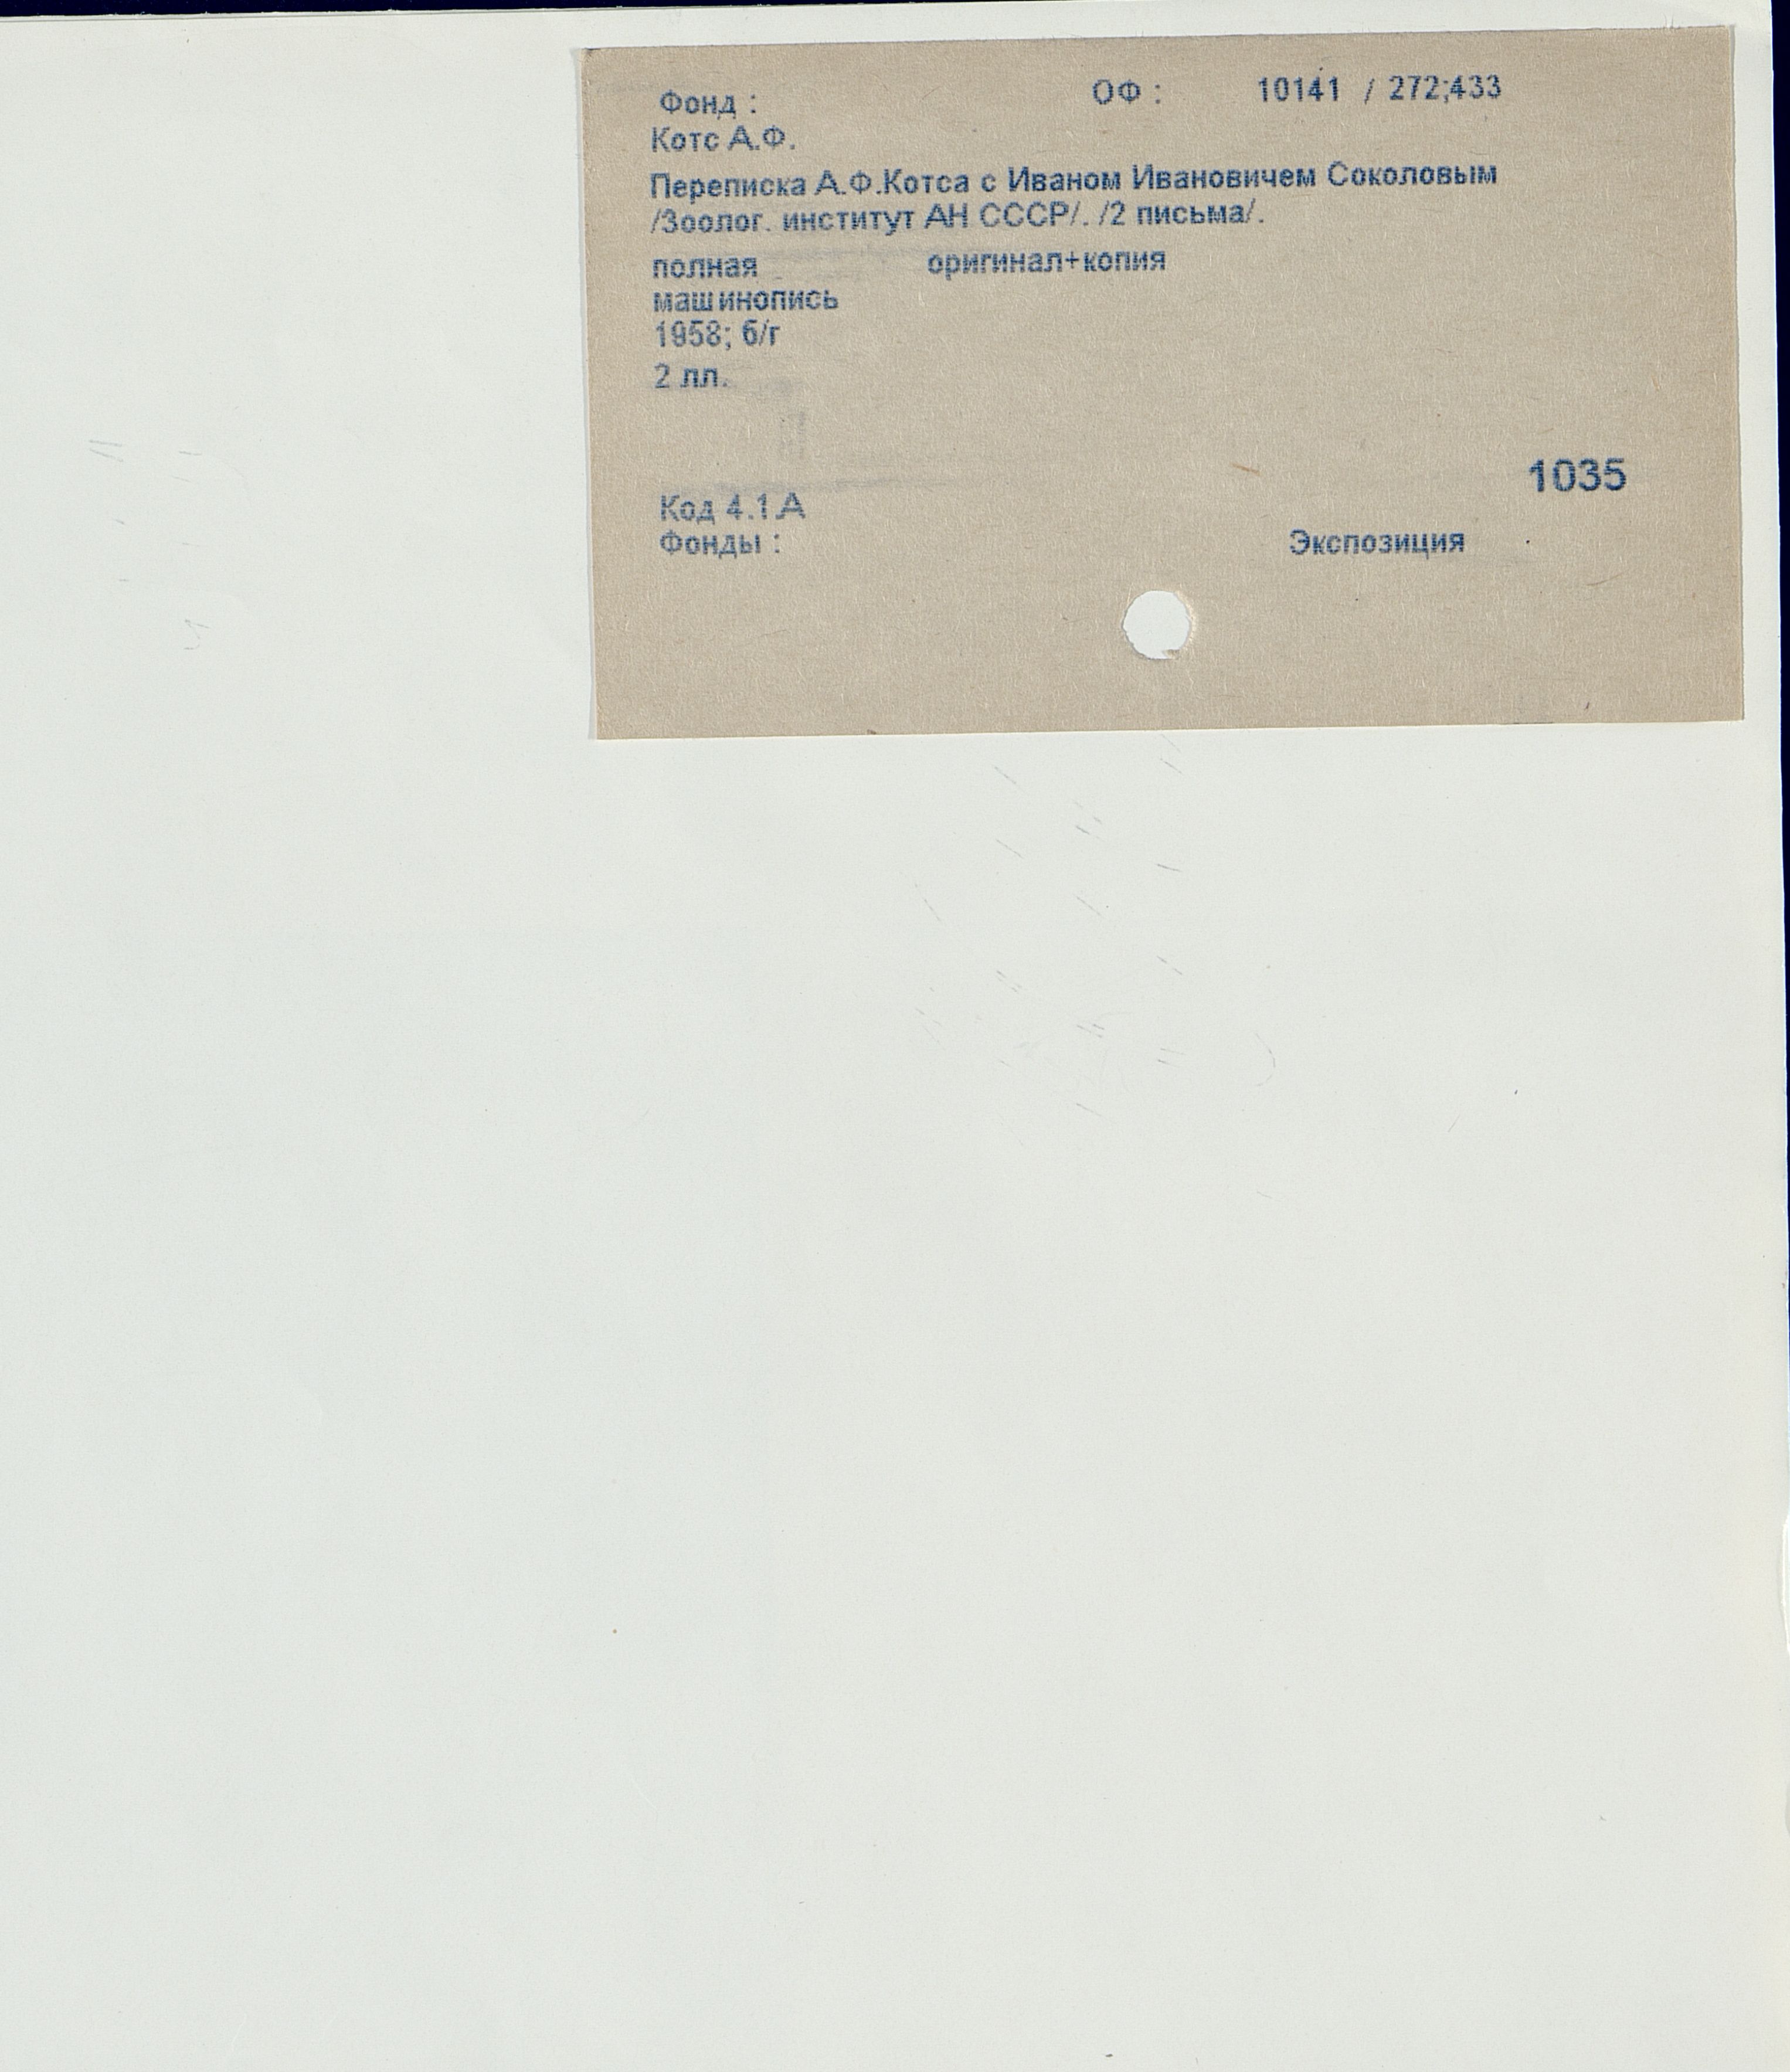 Фонд : ОФ : 10141 / 272;433
Котс А.Ф.
Переписка А.Ф.Котса с Иваном Ивановичем Соколовым
/Зоолог. институт АН СССР/. /2 письма/.
полная оригинал+копия
машинопись
1958; б/г
2 лл.
1035
Код 4.1.А
Фонды : Экспозиция